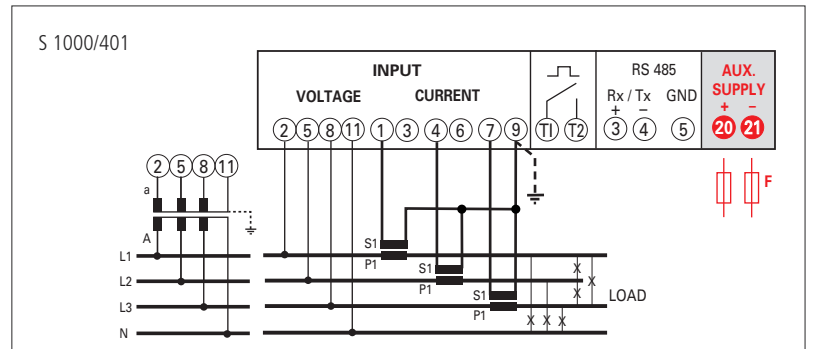 S 1000/401
INPUT
VOLTAGE CURRENT
RS 485
Rx / Tx GND
+ −
AUX.
SUPPLY
+ −
2 5 8 11 1 3 4 6 7 9 T1 T2 3 4 5 20 21
2 5 8 11
a
F
A
S1
L1
P1
S1
L2
P1
S1
LOAD
L3
P1
N
X
X
X
X
X X X